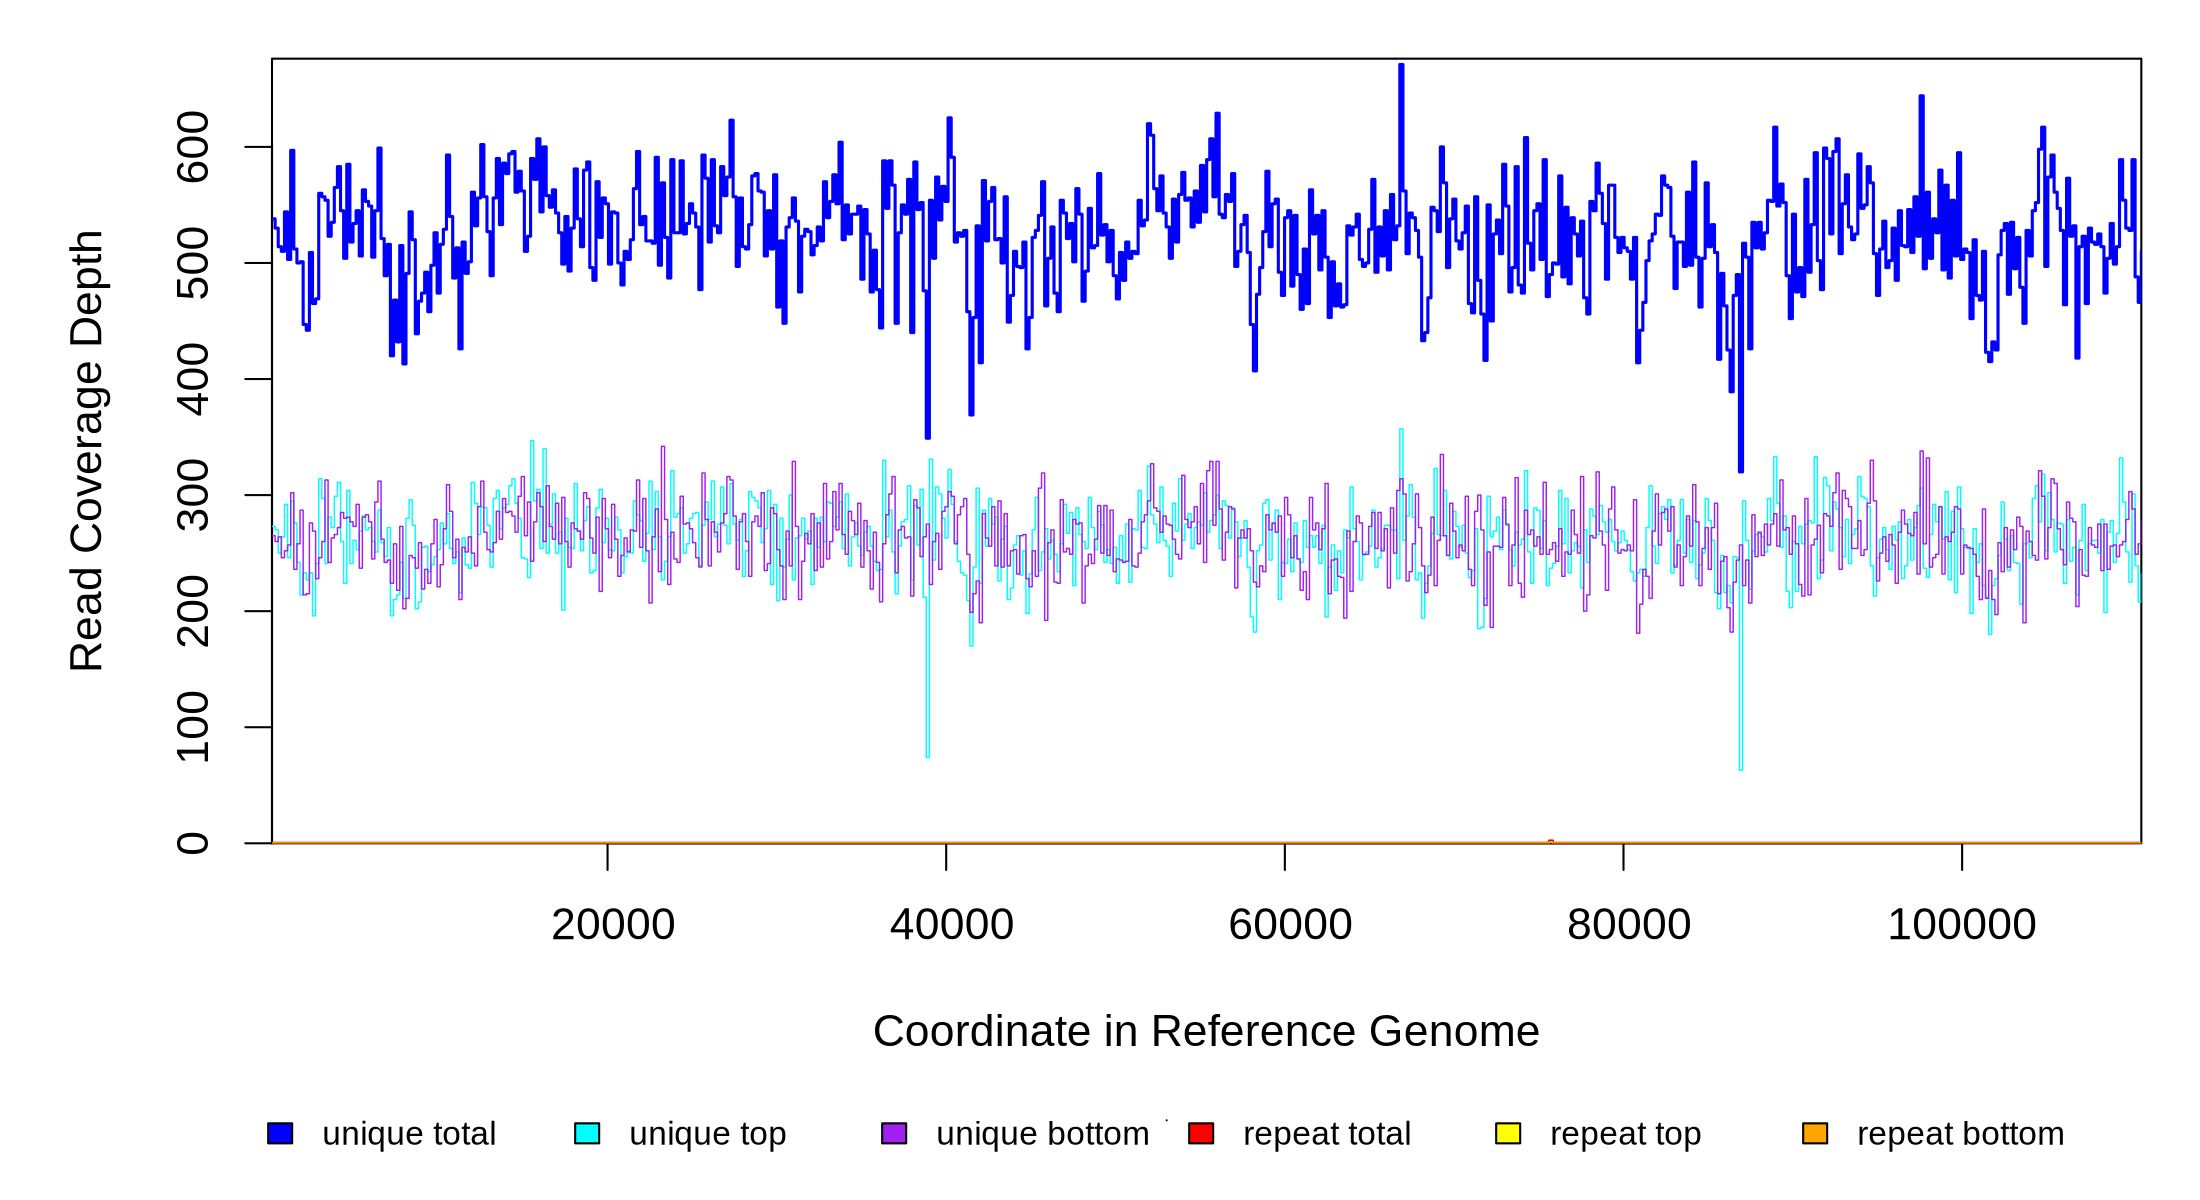 Read Coverage Depth
600
500
400
300
200
100
0
20000 40000 60000 80000 100000
Coordinate in Reference Genome
unique total unique top unique bottom repeat total repeat top repeat bottom